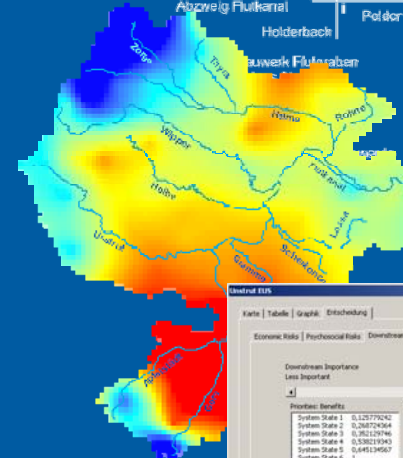 Abzweig Flutkanal
Polder
Holderbach
auwerk Flutgraben
Zorge
Thyra
Helme
Rohne
Wipper
Flutkanal
Helbe
Lossa
Unstrut
Gramme
Unstrut EUS
Karte | Tabelle | Graphik | Entscheidung
Economic Risks | Psychosocial Risks | Downstream
Downstream Importance
Less Important
Priorities: Benefits
System State 1 0,125779242
System State 2 0,268724364
System State 3 0,352129746
System State 4 0,538219343
System State 5 0,645134567
System State 6 1